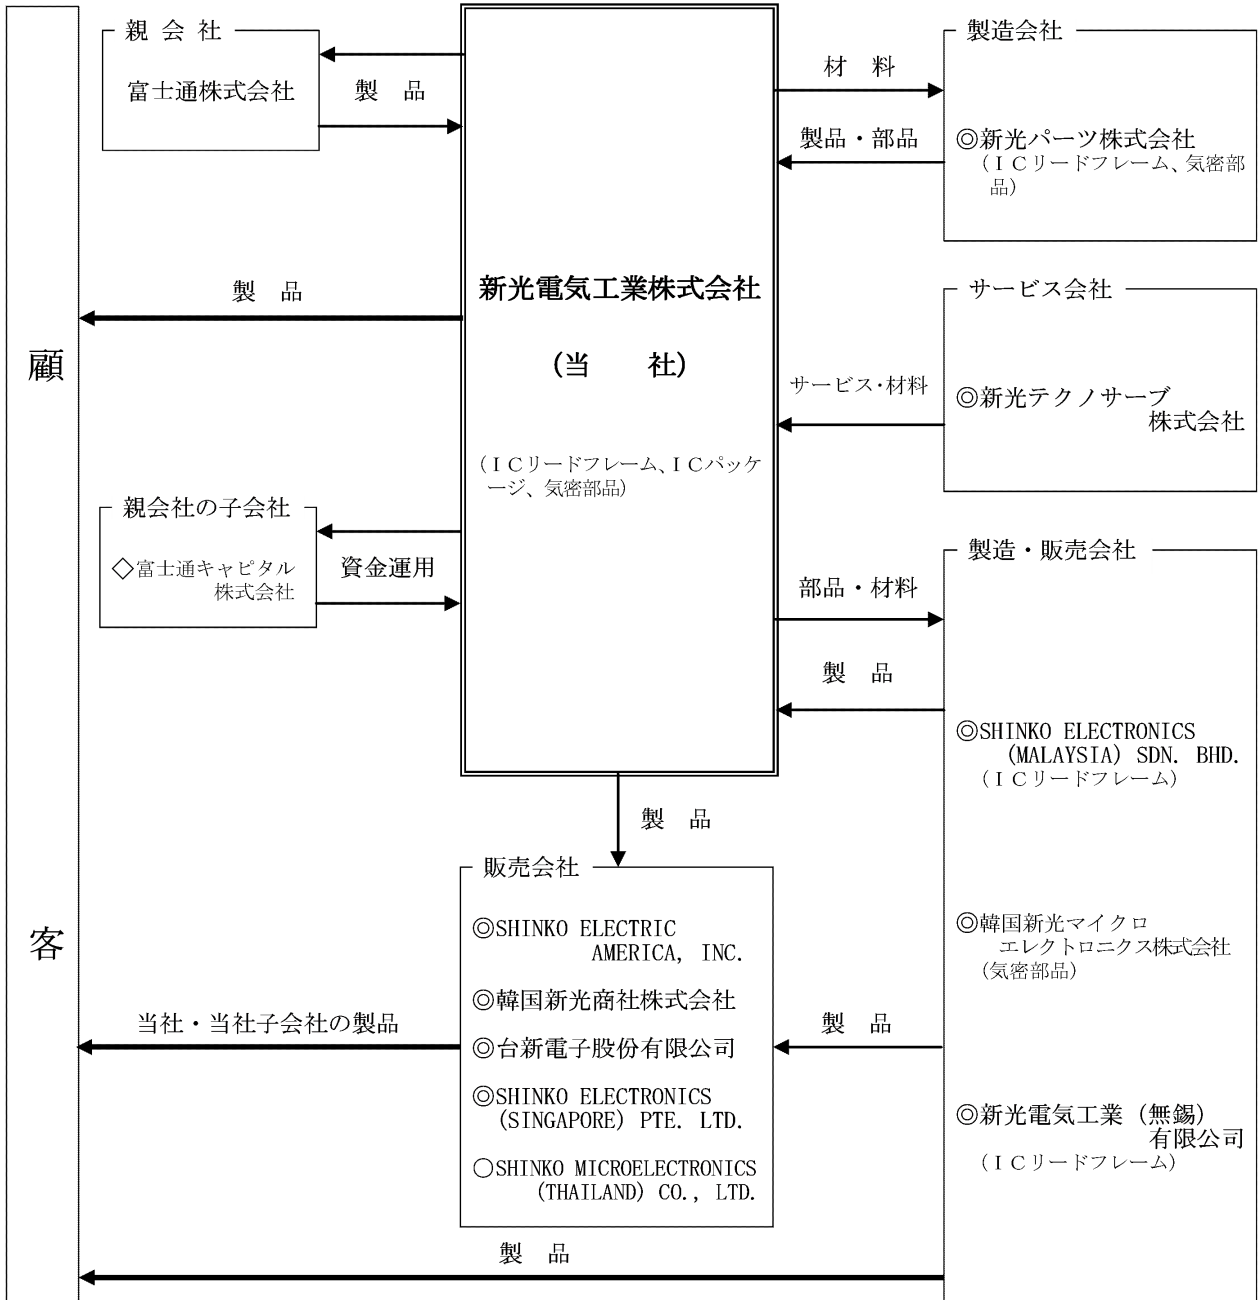 顧
客
親 会 社
富士通株式会社
製　品
製　品
親会社の子会社
◇富士通キャピタル
株式会社
資金運用
新光電気工業株式会社
(当　　社)
(ＩＣリードフレーム、ＩＣパッケ
ージ、気密部品)
材　料
製品・部品
製造会社
◎新光パーツ株式会社
(ＩＣリードフレーム、気密部
品)
サービス会社
サービス・材料
◎新光テクノサーブ
株式会社
製造・販売会社
部品・材料
製　品
◎SHINKO ELECTRONICS
(MALAYSIA) SDN. BHD.
(ＩＣリードフレーム)
◎韓国新光マイクロ
エレクトロニクス株式会社
(気密部品)
◎新光電気工業（無錫）
有限公司
(ＩＣリードフレーム)
製　品
販売会社
◎SHINKO ELECTRIC
AMERICA, INC.
◎韓国新光商社株式会社
◎台新電子股份有限公司
◎SHINKO ELECTRONICS
(SINGAPORE) PTE. LTD.
○SHINKO MICROELECTRONICS
(THAILAND) CO., LTD.
当社・当社子会社の製品
製　品
製　品